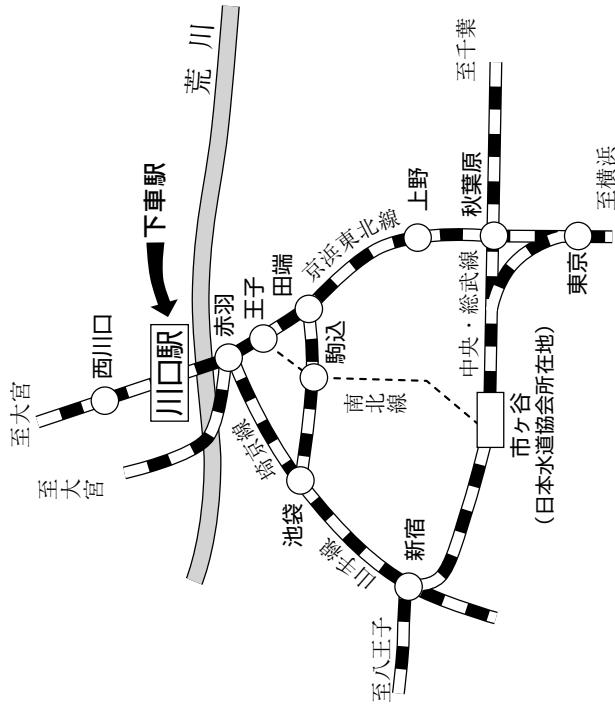 至大宮
西川口
下車駅
荒川
川口駅
至大宮
赤羽
王子
田端
京浜東北線
埼京線
駒込
池袋
南北線
山手線
上野
新宿
中央・総武線
秋葉原
至千葉
至八王子
市ヶ谷
(日本水道協会所在地)
東京
至横浜